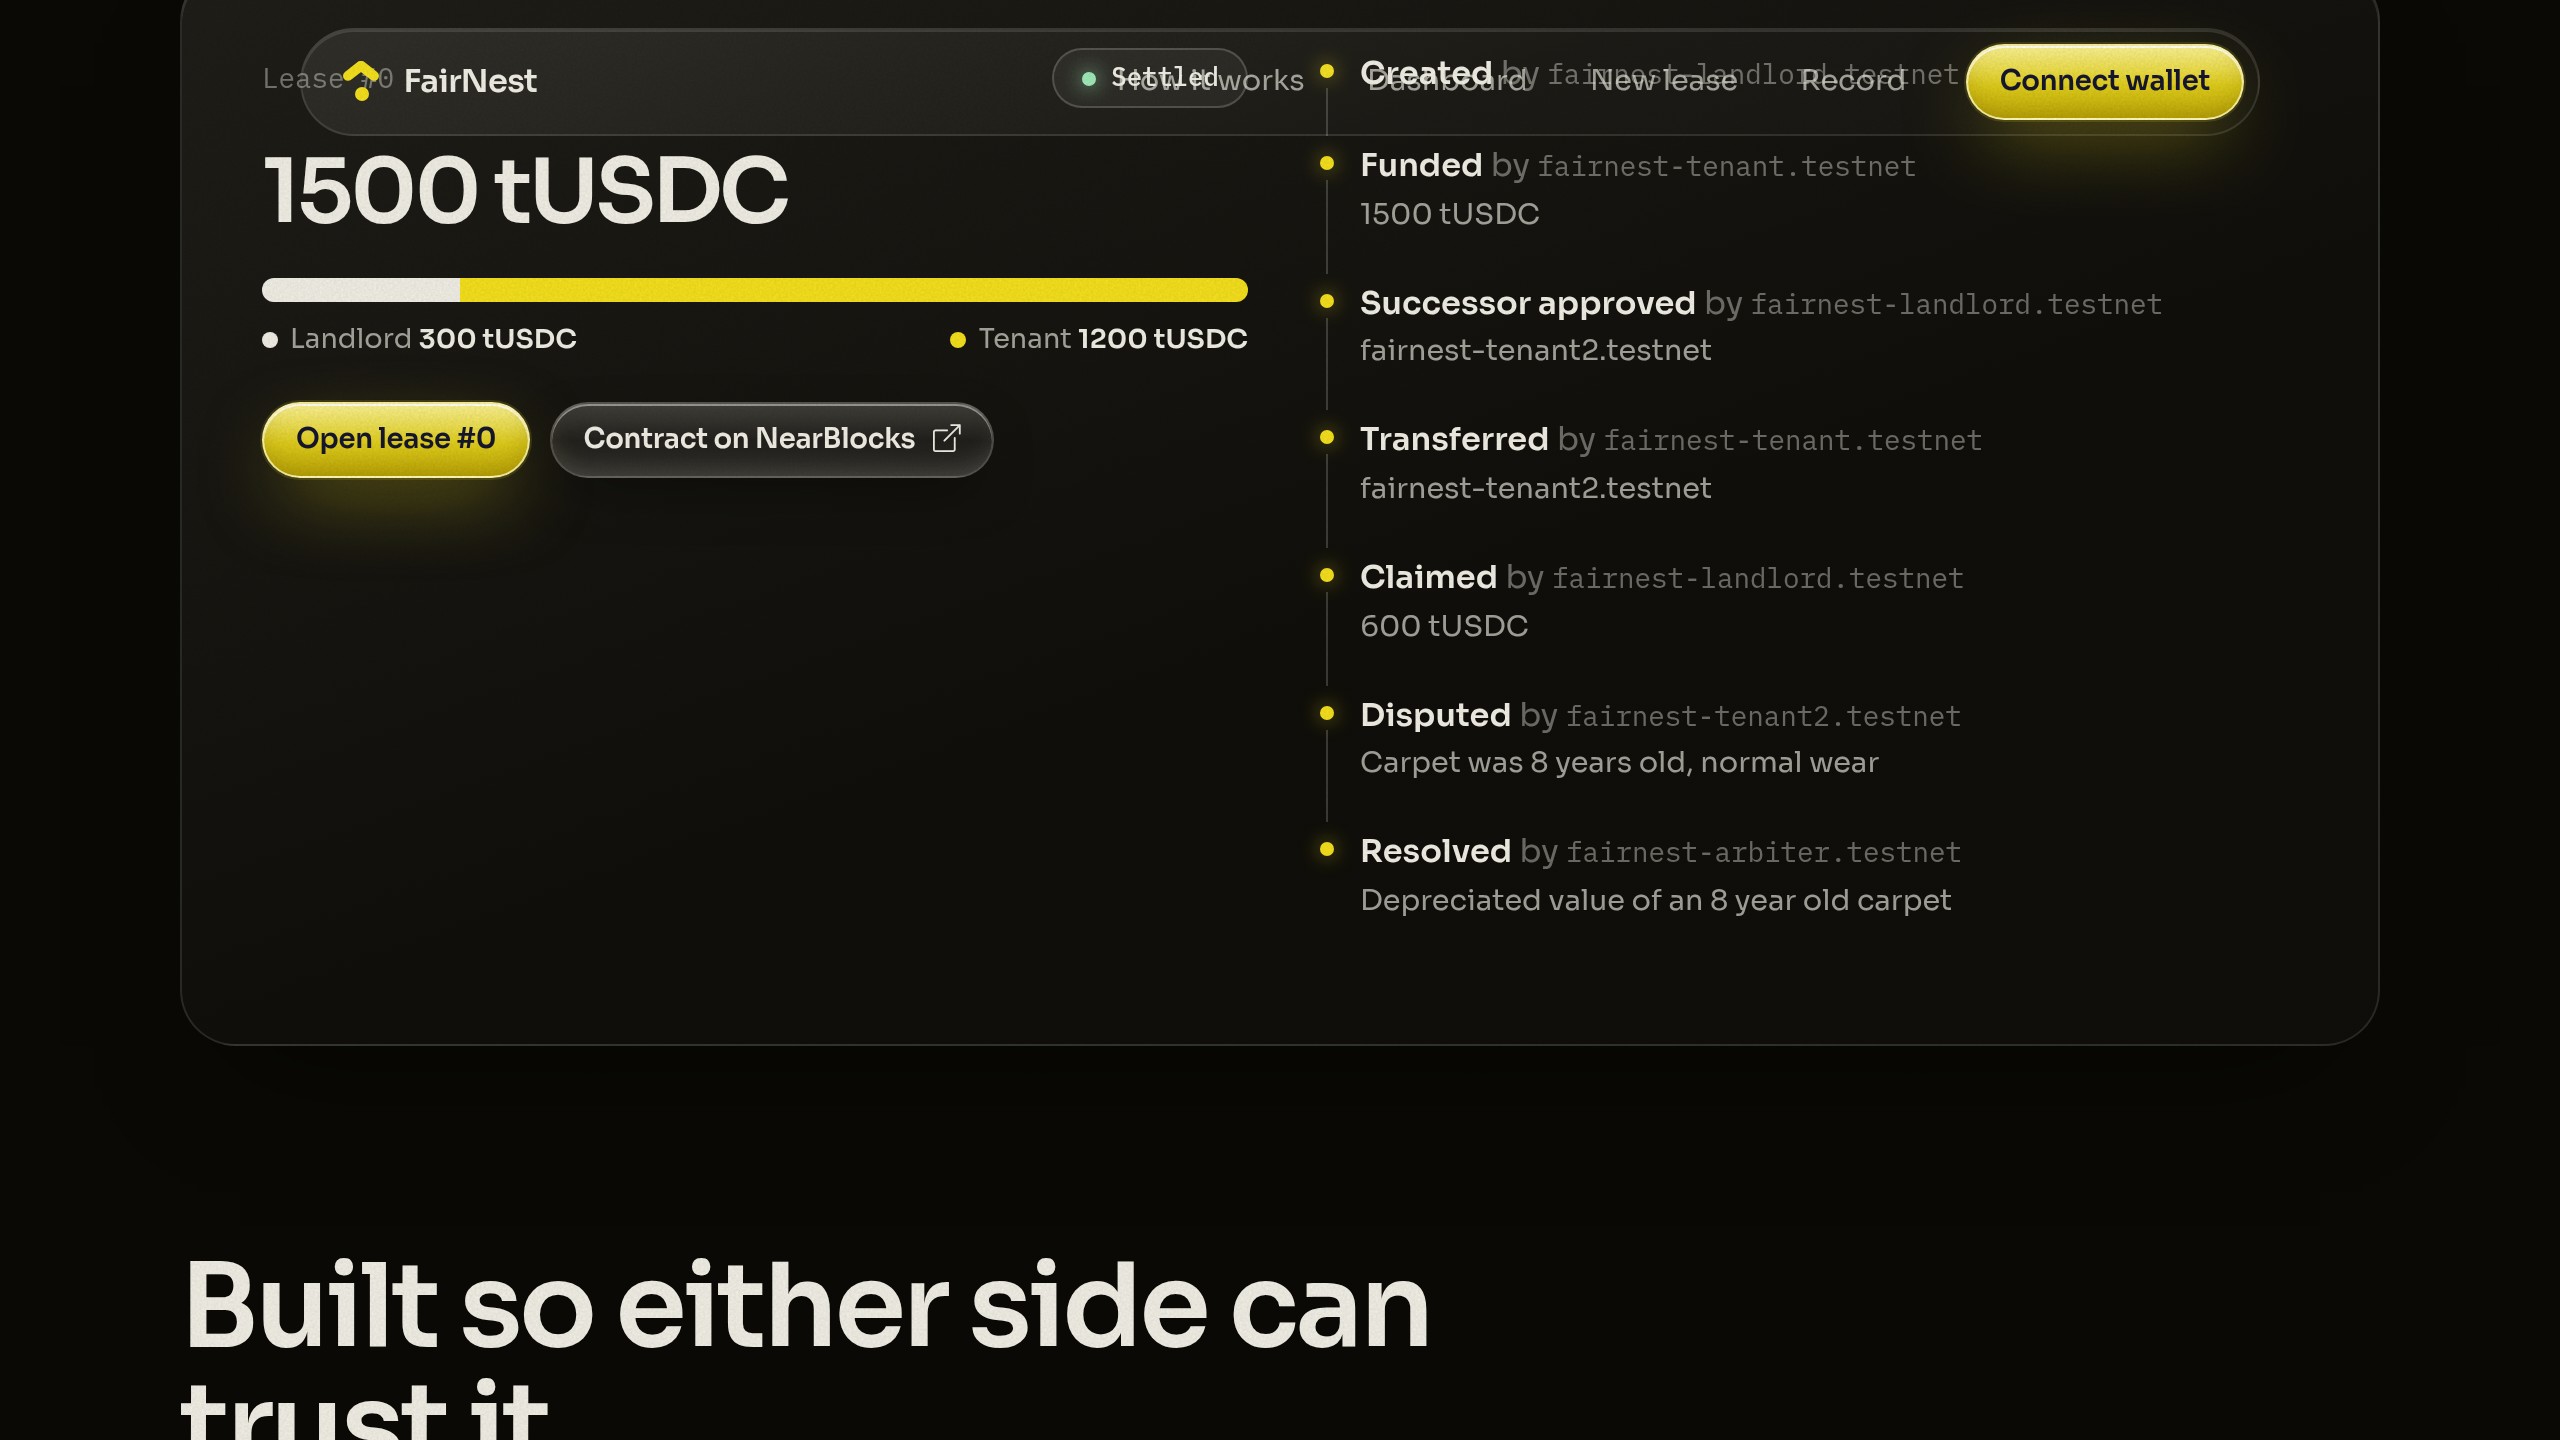 FairNest
How it works
Dashboard
New lease
Record
Connect wallet
Lease #0
Settled
1500 tUSDC
Landlord 300 tUSDC
Tenant 1200 tUSDC
Open lease #0
Contract on NearBlocks
Created by fairnest-landlord.testnet
Funded by fairnest-tenant.testnet
1500 tUSDC
Successor approved by fairnest-landlord.testnet
fairnest-tenant2.testnet
Transferred by fairnest-tenant.testnet
fairnest-tenant2.testnet
Claimed by fairnest-landlord.testnet
600 tUSDC
Disputed by fairnest-tenant2.testnet
Carpet was 8 years old, normal wear
Resolved by fairnest-arbiter.testnet
Depreciated value of an 8 year old carpet
Built so either side can
trust it